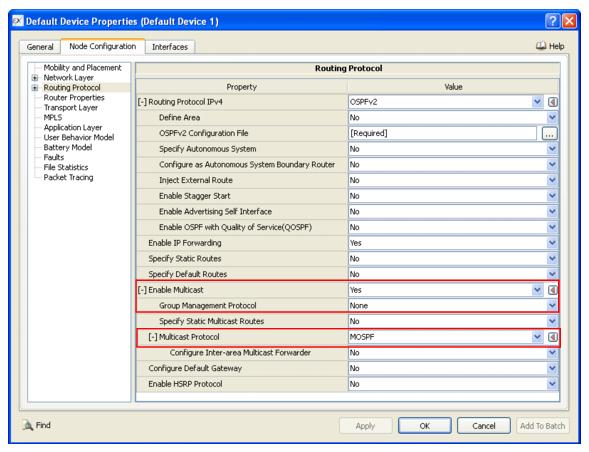 EX Default Device Properties (Default Device 1)
General Node Configuration Interfaces Help
Mobility and Placement
Network Layer
Routing Protocol
Router Properties
Transport Layer
MPLS
Application Layer
User Behavior Model
Battery Model
Faults
File Statistics
Packet Tracing
Routing Protocol
Property Value
[-] Routing Protocol IPv4 OSPFv2
Define Area No
OSPFv2 Configuration File [Required] ...
Specify Autonomous System No
Configure as Autonomous System Boundary Router No
Inject External Route No
Enable Stagger Start No
Enable Advertising Self Interface No
Enable OSPF with Quality of Service(QOSPF) No
Enable IP Forwarding Yes
Specify Static Routes No
Specify Default Routes No
[-] Enable Multicast Yes
Group Management Protocol None
Specify Static Multicast Routes No
[-] Multicast Protocol MOSPF
Configure Inter-area Multicast Forwarder No
Configure Default Gateway No
Enable HSRP Protocol No
Find Apply OK Cancel Add To Batch